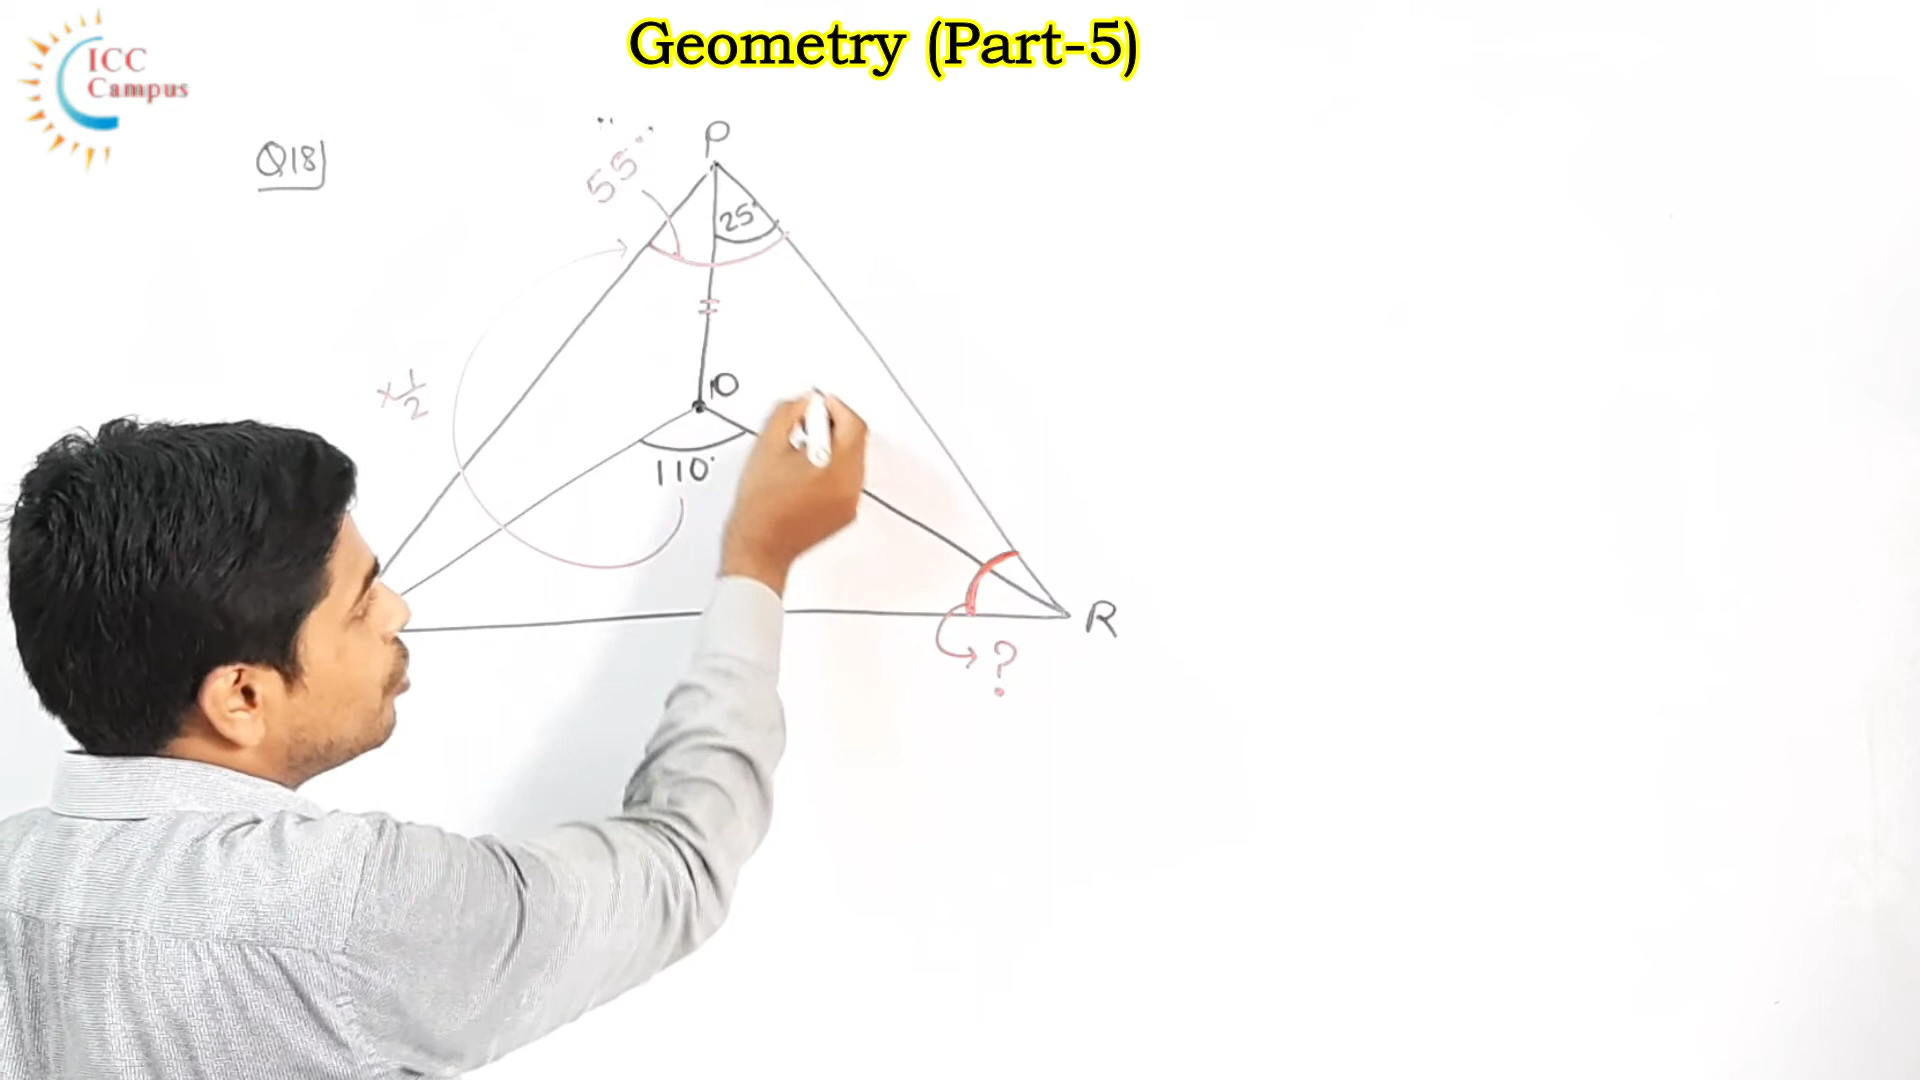 Geometry (Part-5)
ICC
Campus
Q18)
P
55°
25°
×1/2
O
110°
R
?